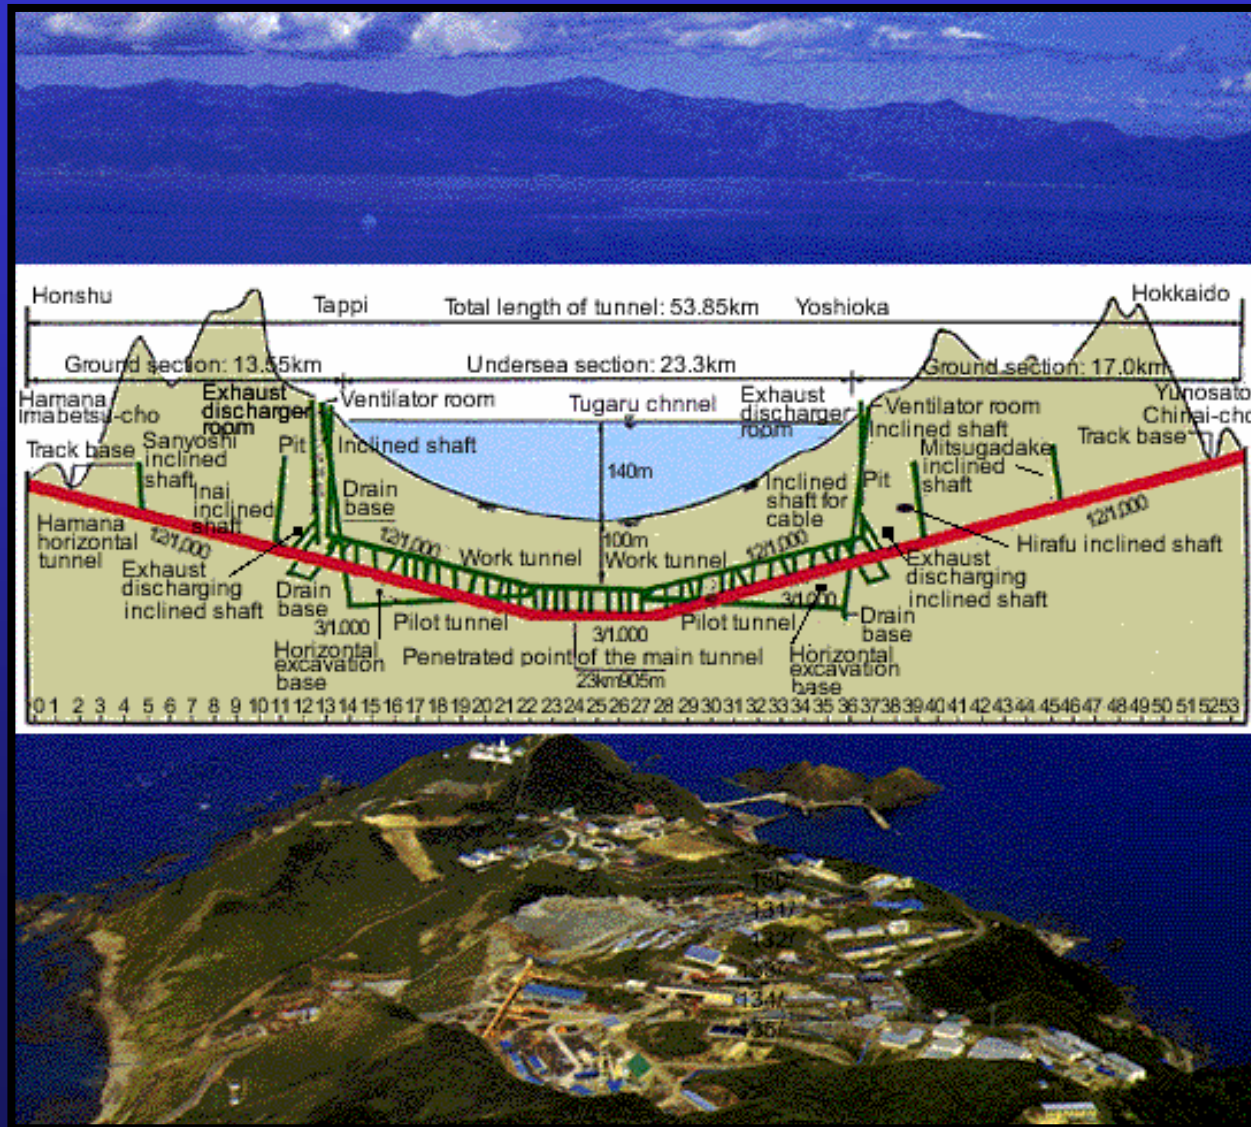 Honshu
Tappi
Total length of tunnel: 53.85km
Yoshioka
Hokkaido
Ground section: 13.55km
Undersea section: 23.3km
Ground section: 17.0km
Hamana
Imabetsu-cho
Exhaust
discharger
room
Ventilator room
Tugaru chnnel
Exhaust
discharger
room
Ventilator room
Yunosato
Chinai-cho
Track base
Sanyoshi
inclined
shaft
Pit
Inclined shaft
140m
Inclined
shaft for
cable
Pit
Inclined shaft
Mitsugadake
inclined
shaft
Track base
Inai
inclined
shaft
Drain
base
Hamana
horizontal
tunnel
12/1,000
12/1,000
100m
12/1,000
12/1,000
Work tunnel
Work tunnel
Hirafu inclined shaft
Exhaust
discharging
inclined shaft
Drain
base
3/1.000
Pilot tunnel
3/1.000
Pilot tunnel
3/1.000
Exhaust
discharging
inclined shaft
Drain
base
Horizontal
excavation
base
Penetrated point of the main tunnel
23km905m
Horizontal
excavation
base
0 1 2 3 4 5 6 7 8 9 10 11 12 13 14 15 16 17 18 19 20 21 22 23 24 25 26 27 28 29 30 31 32 33 34 35 36 37 38 39 40 41 42 43 44 45 46 47 48 49 50 51 52 53
131/
132/
133/
134/
135/